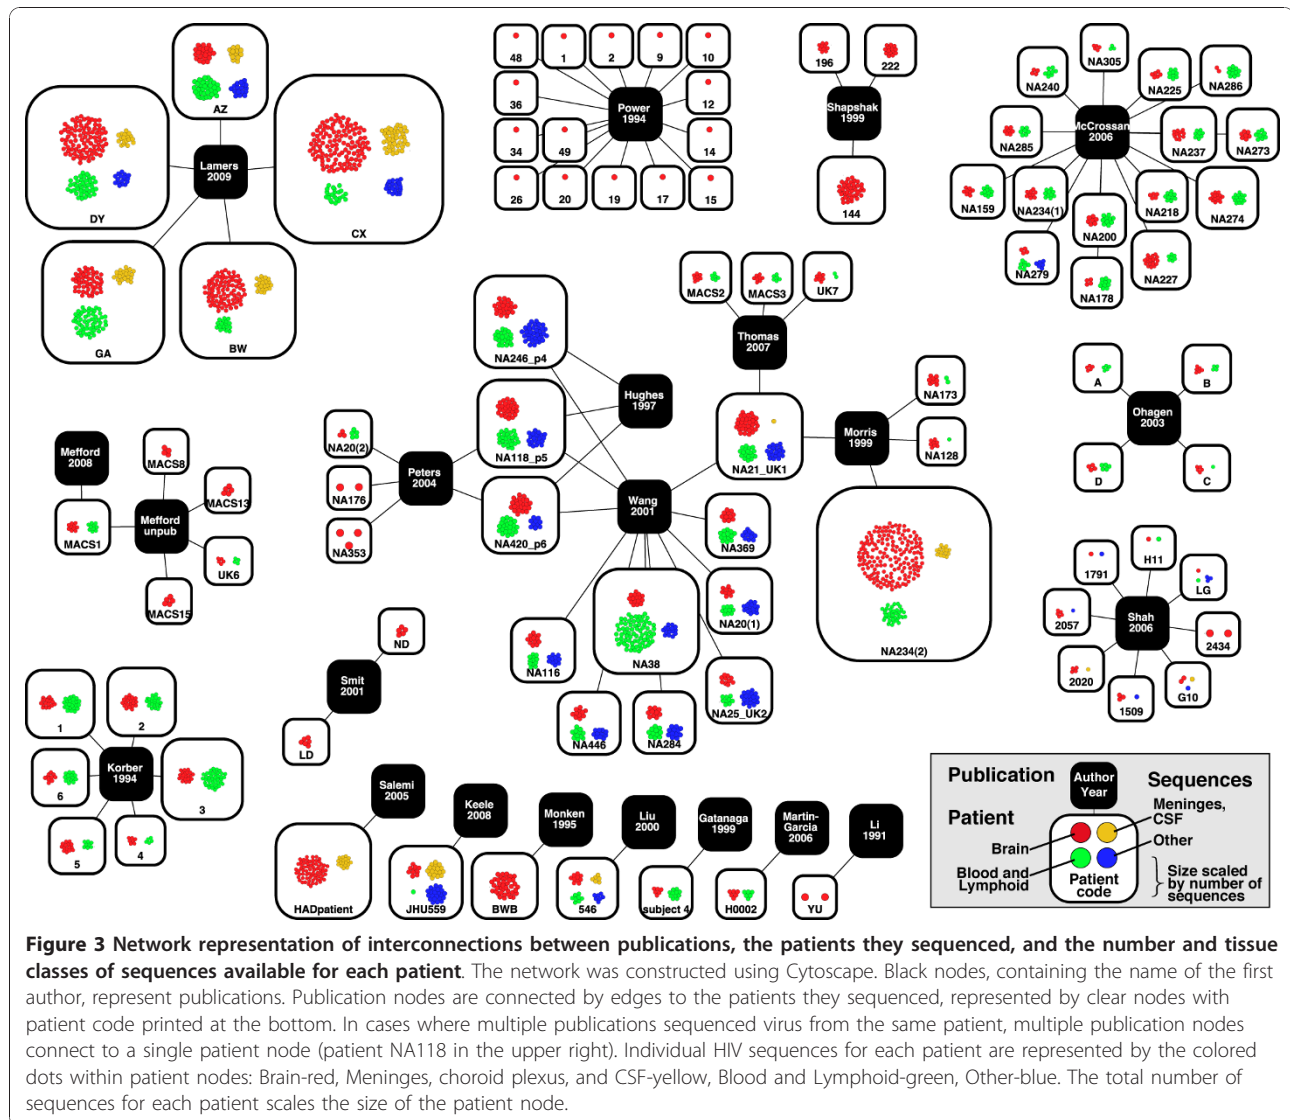 AZ
DY
Lamers
2009
CX
GA
BW
48
1
2
9
10
36
Power
1994
12
34
49
14
26
20
19
17
15
196
222
Shapshak
1999
144
NA305
NA240
NA225
NA286
McCrossan
2006
NA285
NA237
NA273
NA159
NA234(1)
NA218
NA274
NA200
NA279
NA227
NA178
MACS2
MACS3
UK7
Thomas
2007
NA246_p4
Hughes
1997
NA118_p5
NA20(2)
Peters
2004
NA176
NA353
NA420_p6
Wang
2001
NA21_UK1
Morris
1999
NA173
NA128
NA234(2)
NA369
NA20(1)
NA116
NA38
NA25_UK2
NA446
NA284
A
B
Ohagen
2003
D
C
Mefford
2008
MACS8
MACS13
MACS1
Mefford
unpub
UK6
MACS15
H11
1791
LG
2057
Shah
2006
2434
2020
1509
G10
ND
Smit
2001
LD
1
2
Korber
1994
6
3
5
4
Salemi
2005
Keele
2008
Monken
1995
Liu
2000
Gatanaga
1999
Martin-
Garcia
2006
Li
1991
HADpatient
JHU559
BWB
546
subject 4
H0002
YU
Publication
Author
Year
Sequences
Patient
Meninges,
CSF
Brain
Other
Blood and
Lymphoid
Patient
code
Size scaled
by number of
sequences
Figure 3 Network representation of interconnections between publications, the patients they sequenced, and the number and tissue
classes of sequences available for each patient. The network was constructed using Cytoscape. Black nodes, containing the name of the first
author, represent publications. Publication nodes are connected by edges to the patients they sequenced, represented by clear nodes with
patient code printed at the bottom. In cases where multiple publications sequenced virus from the same patient, multiple publication nodes
connect to a single patient node (patient NA118 in the upper right). Individual HIV sequences for each patient are represented by the colored
dots within patient nodes: Brain-red, Meninges, choroid plexus, and CSF-yellow, Blood and Lymphoid-green, Other-blue. The total number of
sequences for each patient scales the size of the patient node.